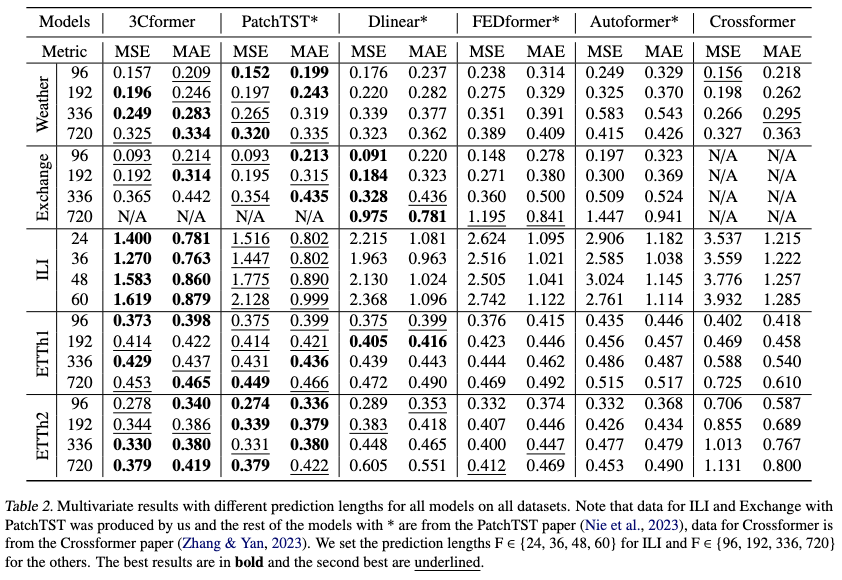 Models 3Cformer PatchTST* Dlinear* FEDformer* Autoformer* Crossformer
Metric MSE MAE MSE MAE MSE MAE MSE MAE MSE MAE MSE MAE
Weather
96 0.157 0.209 0.152 0.199 0.176 0.237 0.238 0.314 0.249 0.329 0.156 0.218
192 0.196 0.246 0.197 0.243 0.220 0.282 0.275 0.329 0.325 0.370 0.198 0.262
336 0.249 0.283 0.265 0.319 0.339 0.377 0.351 0.391 0.583 0.543 0.266 0.295
720 0.325 0.334 0.320 0.335 0.323 0.362 0.389 0.409 0.415 0.426 0.327 0.363
Exchange
96 0.093 0.214 0.093 0.213 0.091 0.220 0.148 0.278 0.197 0.323 N/A N/A
192 0.192 0.314 0.195 0.315 0.184 0.323 0.271 0.380 0.300 0.369 N/A N/A
336 0.365 0.442 0.354 0.435 0.328 0.436 0.360 0.500 0.509 0.524 N/A N/A
720 N/A N/A N/A N/A 0.975 0.781 1.195 0.841 1.447 0.941 N/A N/A
ILI
24 1.400 0.781 1.516 0.802 2.215 1.081 2.624 1.095 2.906 1.182 3.537 1.215
36 1.270 0.763 1.447 0.802 1.963 0.963 2.516 1.021 2.585 1.038 3.559 1.222
48 1.583 0.860 1.775 0.890 2.130 1.024 2.505 1.041 3.024 1.145 3.776 1.257
60 1.619 0.879 2.128 0.999 2.368 1.096 2.742 1.122 2.761 1.114 3.932 1.285
ETTh1
96 0.373 0.398 0.375 0.399 0.375 0.399 0.376 0.415 0.435 0.446 0.402 0.418
192 0.414 0.422 0.414 0.421 0.405 0.416 0.423 0.446 0.456 0.457 0.469 0.458
336 0.429 0.437 0.431 0.436 0.439 0.443 0.444 0.462 0.486 0.487 0.588 0.540
720 0.453 0.465 0.449 0.466 0.472 0.490 0.469 0.492 0.515 0.517 0.725 0.610
ETTh2
96 0.278 0.340 0.274 0.336 0.289 0.353 0.332 0.374 0.332 0.368 0.706 0.587
192 0.344 0.386 0.339 0.379 0.383 0.418 0.407 0.446 0.426 0.434 0.855 0.689
336 0.330 0.380 0.331 0.380 0.448 0.465 0.400 0.447 0.477 0.479 1.013 0.767
720 0.379 0.419 0.379 0.422 0.605 0.551 0.412 0.469 0.453 0.490 1.131 0.800
Table 2. Multivariate results with different prediction lengths for all models on all datasets. Note that data for ILI and Exchange with
PatchTST was produced by us and the rest of the models with * are from the PatchTST paper (Nie et al., 2023), data for Crossformer is
from the Crossformer paper (Zhang & Yan, 2023). We set the prediction lengths F ∈ {24, 36, 48, 60} for ILI and F ∈ {96, 192, 336, 720}
for the others. The best results are in bold and the second best are underlined.